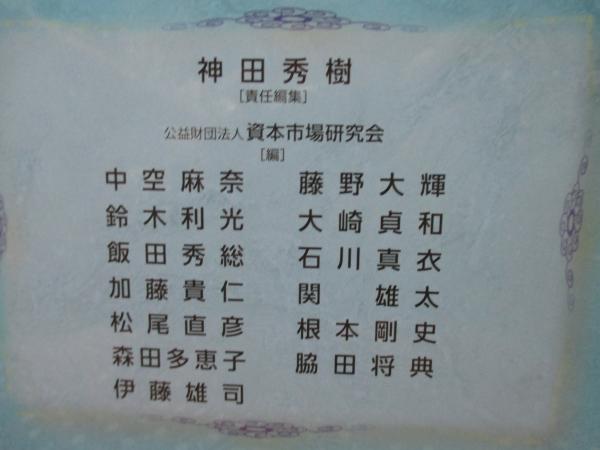 神田秀樹
[責任編集]
公益財団法人 資本市場研究会
[編]
中空麻奈 藤野大輝
鈴木利光 大崎貞和
飯田秀総 石川真衣
加藤貴仁 関雄太
松尾直彦 根本剛史
森田多恵子 脇田将典
伊藤雄司